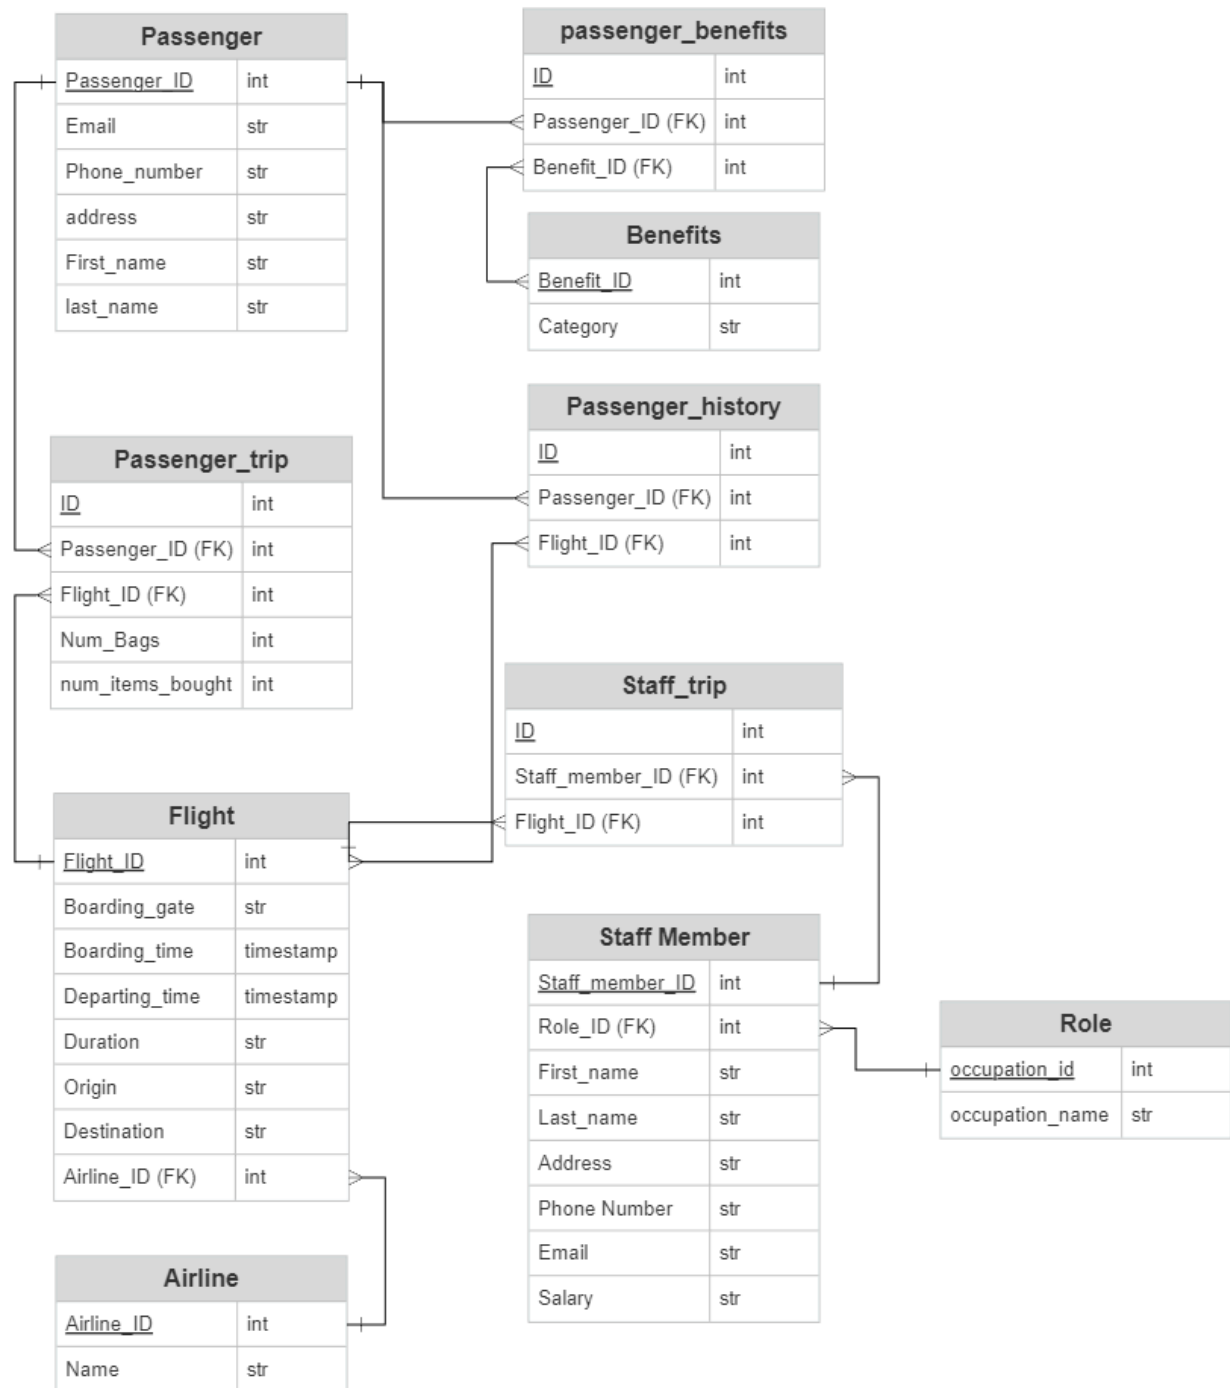 Passenger
Passenger_ID int
Email str
Phone_number str
address str
First_name str
last_name str
passenger_benefits
ID int
Passenger_ID (FK) int
Benefit_ID (FK) int
Benefits
Benefit_ID int
Category str
Passenger_history
ID int
Passenger_ID (FK) int
Flight_ID (FK) int
Passenger_trip
ID int
Passenger_ID (FK) int
Flight_ID (FK) int
Num_Bags int
num_items_bought int
Staff_trip
ID int
Staff_member_ID (FK) int
Flight_ID (FK) int
Flight
Flight_ID int
Boarding_gate str
Boarding_time timestamp
Departing_time timestamp
Duration str
Origin str
Destination str
Airline_ID (FK) int
Staff Member
Staff_member_ID int
Role_ID (FK) int
First_name str
Last_name str
Address str
Phone Number str
Email str
Salary str
Role
occupation_id int
occupation_name str
Airline
Airline_ID int
Name str